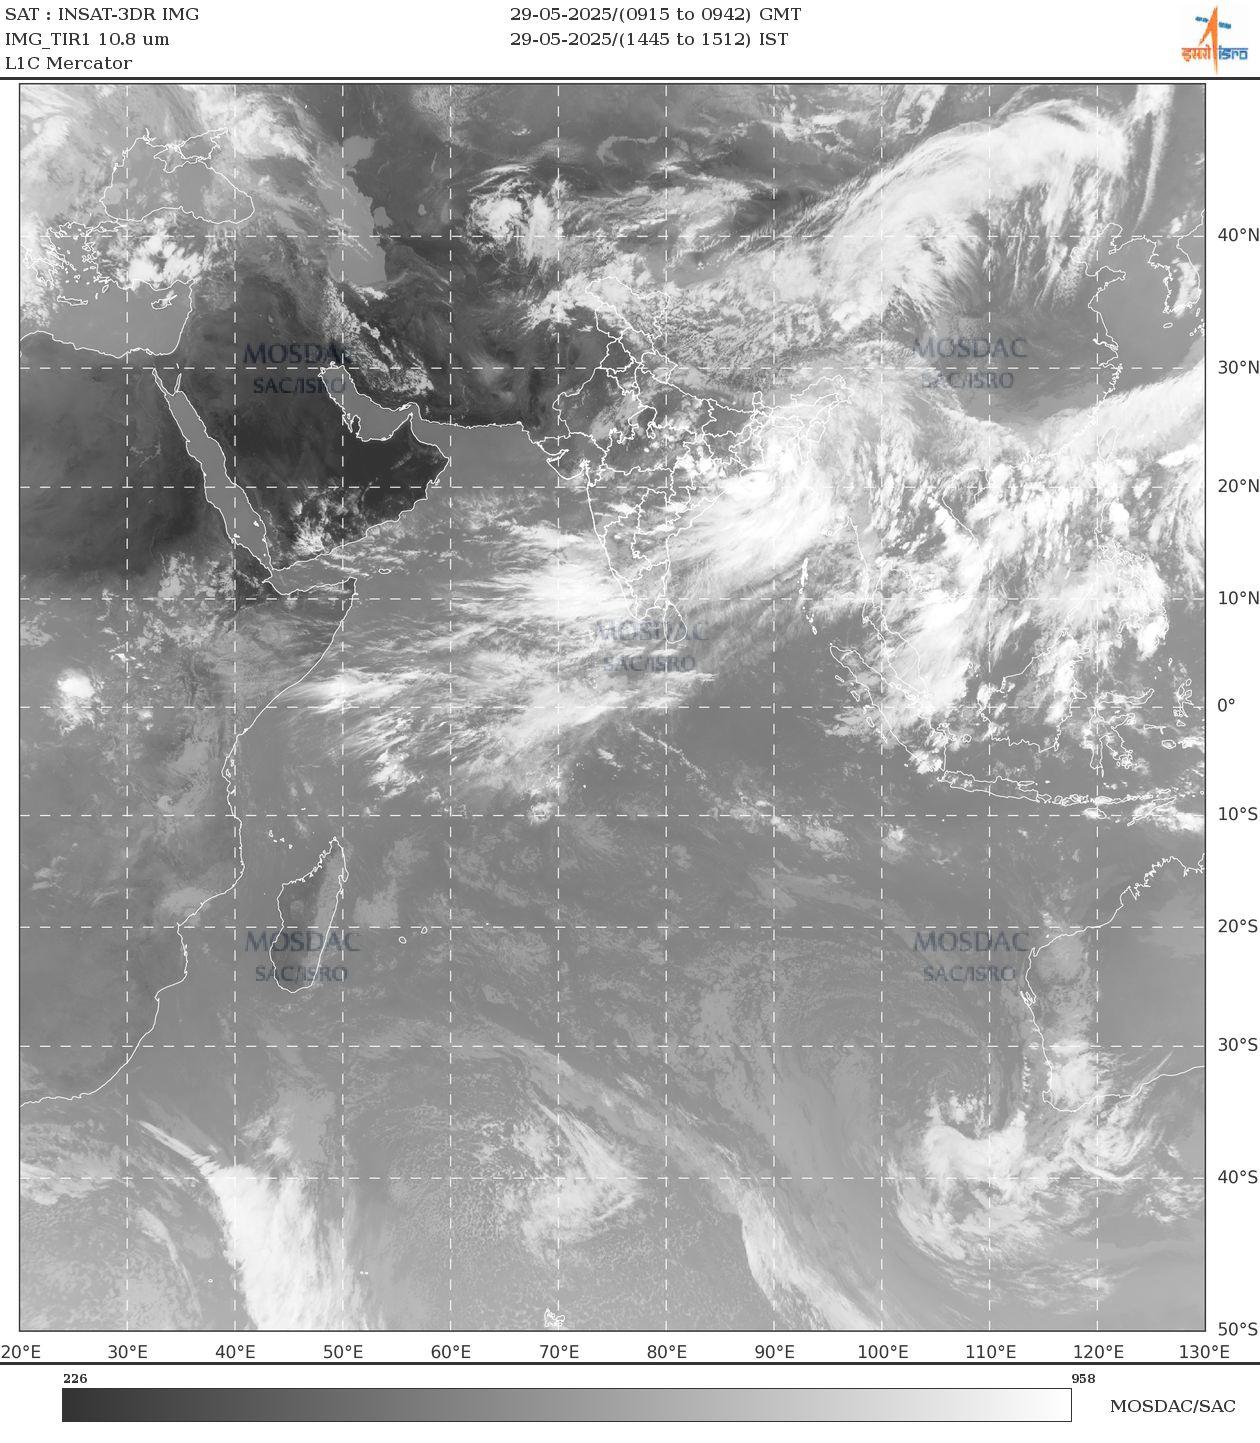 SAT : INSAT-3DR IMG
29-05-2025/(0915 to 0942) GMT
IMG_TIR1 10.8 um
29-05-2025/(1445 to 1512) IST
L1C Mercator
इसरो isro
40°N
MOSDAC
SAC/ISRO
MOSDAC
SAC/ISRO
30°N
20°N
10°N
MOSDAC
SAC/ISRO
0°
10°S
20°S
MOSDAC
SAC/ISRO
MOSDAC
SAC/ISRO
30°S
40°S
50°S
20°E 30°E 40°E 50°E 60°E 70°E 80°E 90°E 100°E 110°E 120°E 130°E
226
958
MOSDAC/SAC